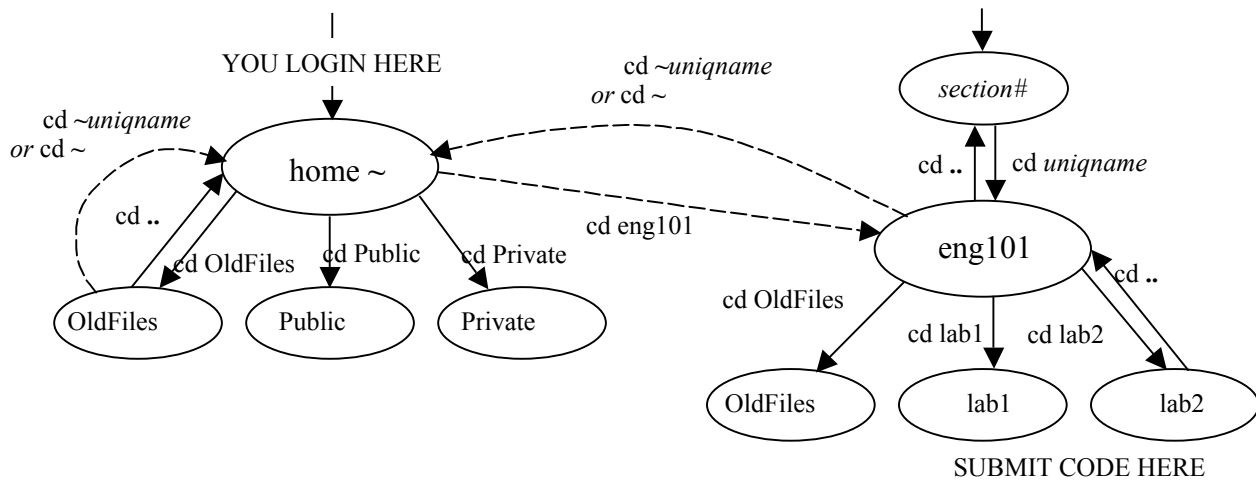 YOU LOGIN HERE
cd ~uniqname
or cd ~
home ~
cd ..
cd OldFiles
cd Public
cd Private
OldFiles
Public
Private
cd ~uniqname
or cd ~
cd eng101
section#
cd ..
cd uniqname
eng101
cd OldFiles
cd lab1
cd lab2
cd ..
OldFiles
lab1
lab2
SUBMIT CODE HERE